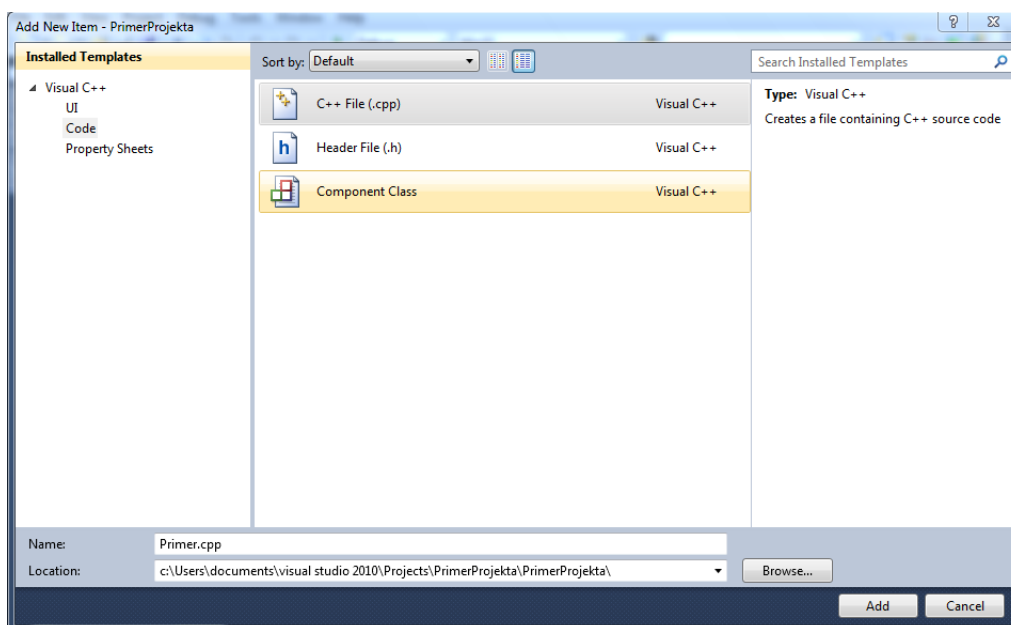 Add New Item - PrimerProjekta
Installed Templates
Sort by: Default
Search Installed Templates
Visual C++
UI
Code
Property Sheets
C++ File (.cpp) Visual C++
Header File (.h) Visual C++
Component Class Visual C++
Type: Visual C++
Creates a file containing C++ source code
Name: Primer.cpp
Location: c:\Users\documents\visual studio 2010\Projects\PrimerProjekta\PrimerProjekta\
Browse...
Add Cancel